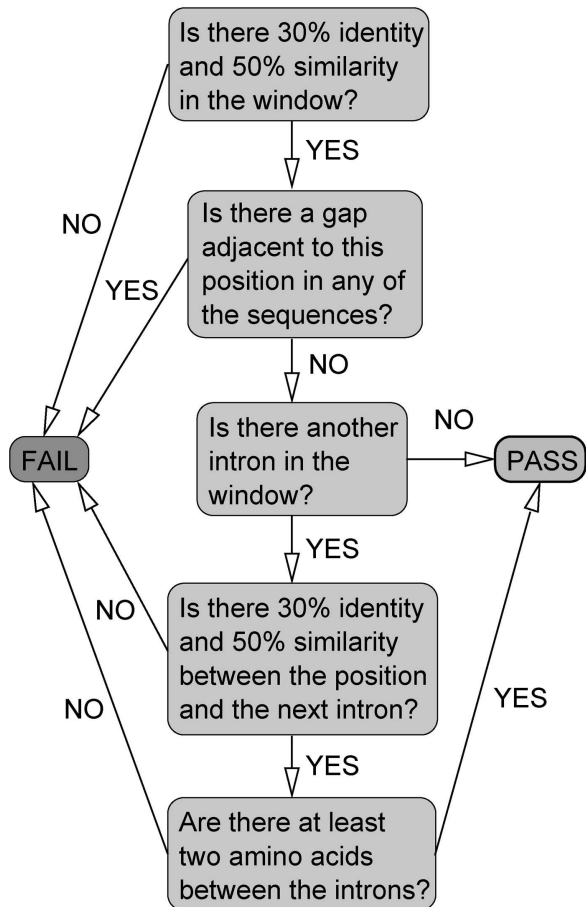 Is there 30% identity
and 50% similarity
in the window?
YES
NO
Is there a gap
adjacent to this
position in any of
the sequences?
YES
NO
Is there another
intron in the
window?
NO
FAIL
PASS
YES
Is there 30% identity
and 50% similarity
between the position
and the next intron?
NO
NO
YES
YES
Are there at least
two amino acids
between the introns?